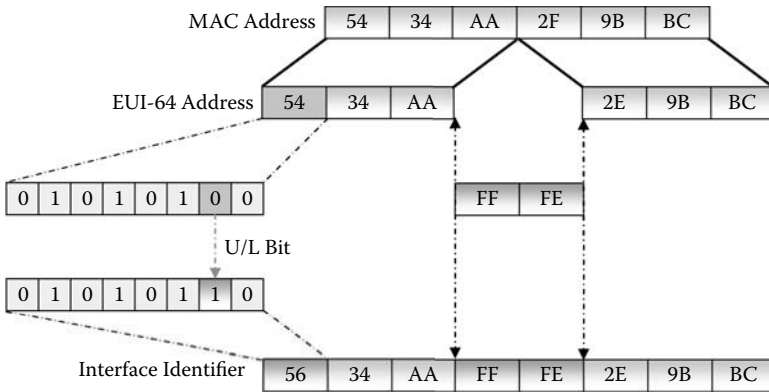 MAC Address 54 34 AA 2F 9B BC
EUI-64 Address 54 34 AA 2E 9B BC
0 1 0 1 0 1 0 0 FF FE
U/L Bit
0 1 0 1 0 1 1 0
Interface Identifier 56 34 AA FF FE 2E 9B BC